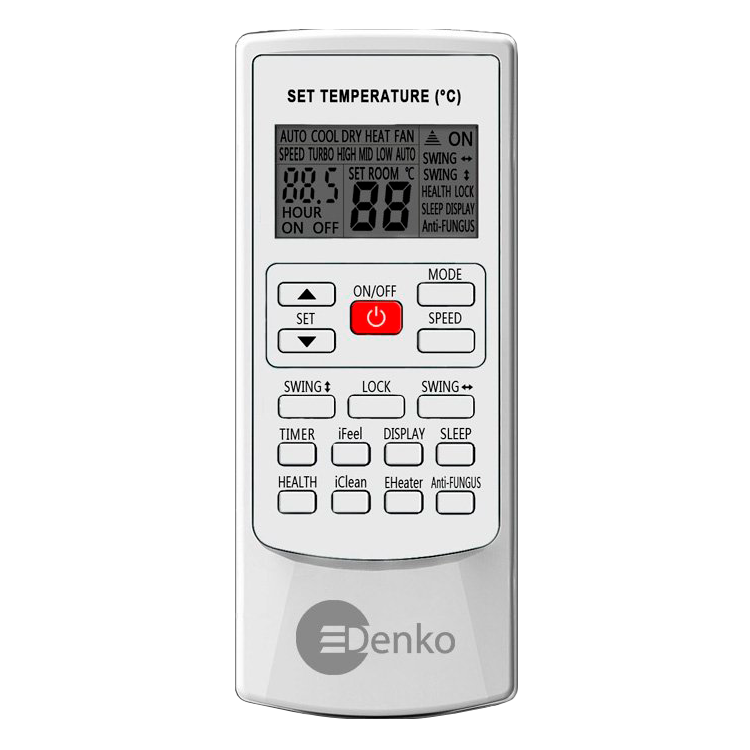 SET TEMPERATURE (°C)
AUTO COOL DRY HEAT FAN
SPEED TURBO HIGH MID LOW AUTO
88.5
HOUR
ON OFF
SET ROOM °C
88
ON
SWING ↔
SWING ↕
HEALTH LOCK
SLEEP DISPLAY
Anti-FUNGUS
ON/OFF
MODE
SET
SPEED
SWING ↕ LOCK SWING ↔
TIMER iFeel DISPLAY SLEEP
HEALTH iClean EHeater Anti-FUNGUS
Denko